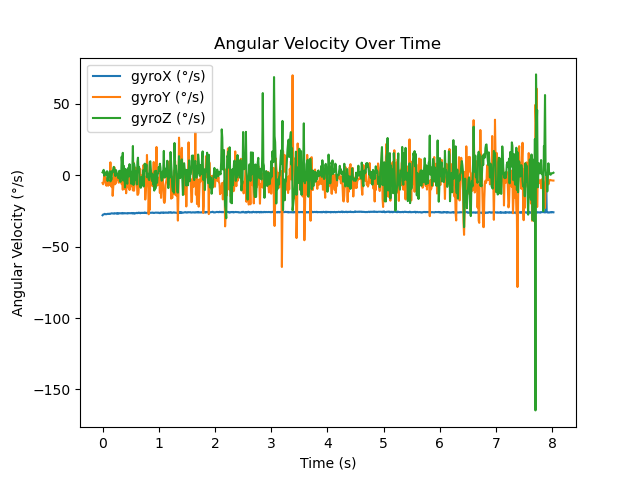 Angular Velocity Over Time
gyroX (°/s)
gyroY (°/s)
gyroZ (°/s)
Angular Velocity (°/s)
50
0
−50
−100
−150
0 1 2 3 4 5 6 7 8
Time (s)